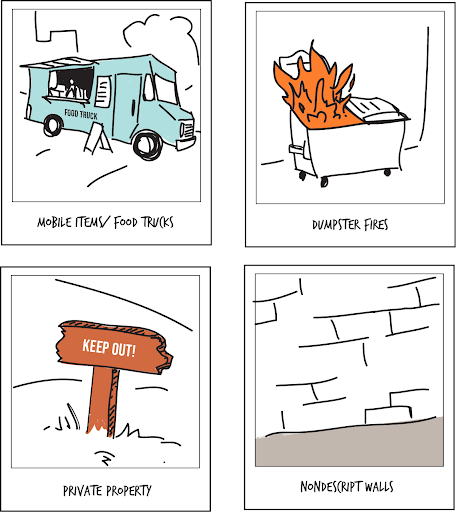 FOOD TRUCK
MOBILE ITEMS/ FOOD TRUCKS
DUMPSTER FIRES
KEEP OUT!
PRIVATE PROPERTY
NONDESCRIPT WALLS